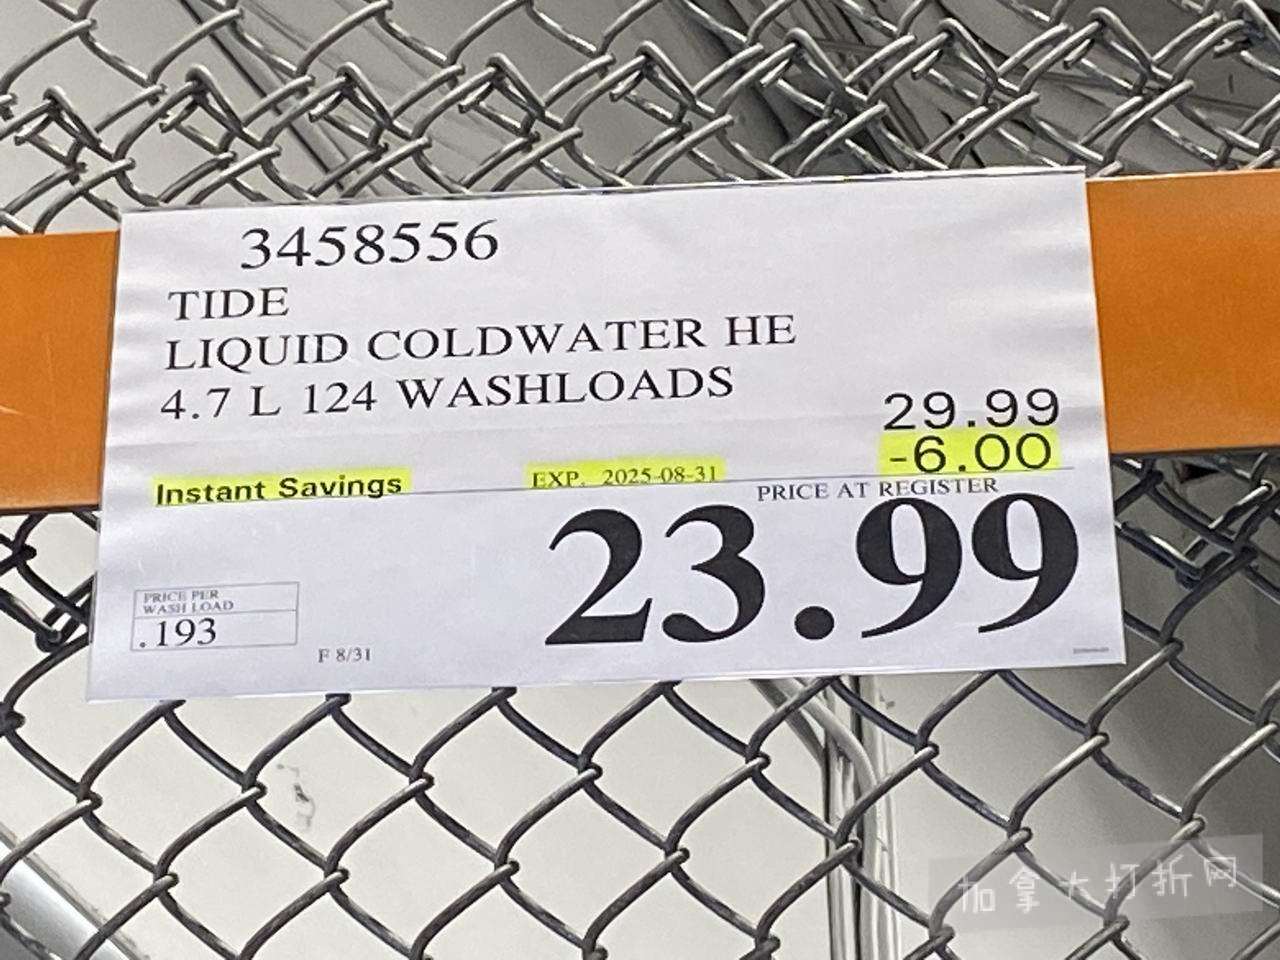 3458556
TIDE
LIQUID COLDWATER HE
4.7 L 124 WASHLOADS
29.99
-6.00
Instant Savings
EXP. 2025-08-31
PRICE AT REGISTER
23.99
PRICE PER
WASH LOAD
.193
F 8/31
加拿大打折网